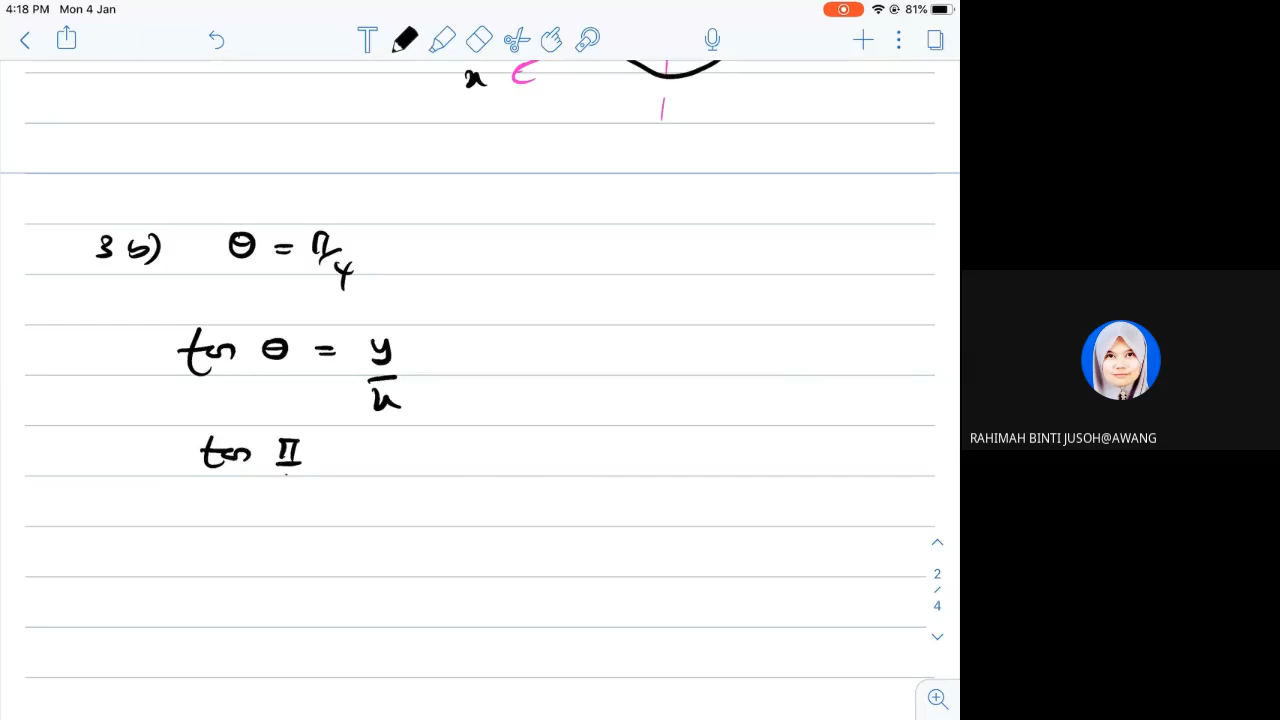 4:18 PM Mon 4 Jan 81%
T
x
3 b) θ = π/4
tan θ = y/x
tan π
2
/
4
RAHIMAH BINTI JUSOH@AWANG